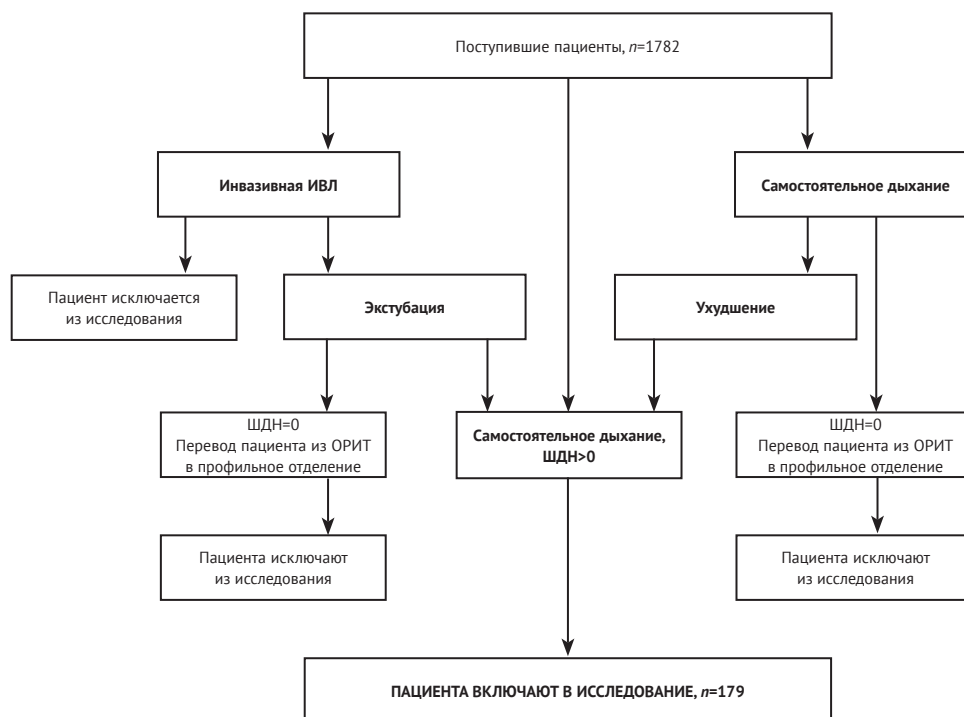 Поступившие пациенты, n=1782
Инвазивная ИВЛ
Самостоятельное дыхание
Пациент исключается
из исследования
Экстубация
Ухудшение
ШДН=0
Перевод пациента из ОРИТ
в профильное отделение
Самостоятельное дыхание,
ШДН>0
ШДН=0
Перевод пациента из ОРИТ
в профильное отделение
Пациента исключают
из исследования
Пациента исключают
из исследования
ПАЦИЕНТА ВКЛЮЧАЮТ В ИССЛЕДОВАНИЕ, n=179